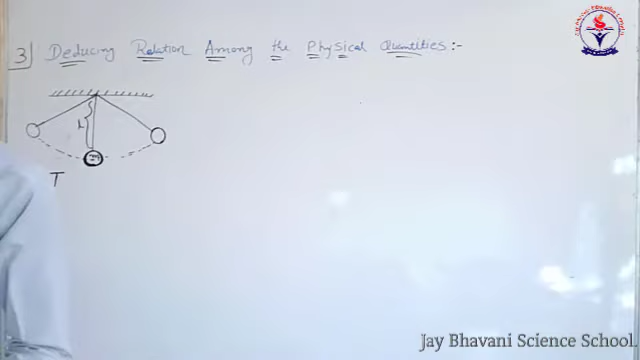 3] Deducing Relation Among the Physical Quantities :-
l
m
T
Jay Bhavani Science School.